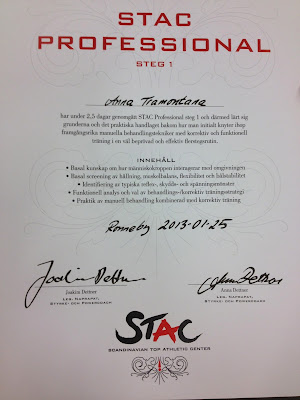 STAC
PROFESSIONAL
STEG 1
Anna Tramontana
har under 2,5 dagar genomgått STAC Professional steg 1 och därmed lärt sig
grunderna och det praktiska handlaget bakom hur man initialt knyter ihop
framgångsrika manuella behandlingstekniker med korrektiv och funktionell
träning i en väl beprövad och effektiv flerstegsrutin.
INNEHÅLL
• Basal kunskap om hur människokroppen interagerar med omgivningen
• Basal screening av hållning, muskelbalans, flexibilitet och bålstabilitet
• Identifiering av typiska reflex-, skydds- och spänningsmönster
• Funktionell analys och val av behandlings-/korrektiv träningsstrategi
• Praktik av manuell behandling kombinerad med korrektiv träning
Ronneby 2013-01-25
Joakim Dettner
Anna Dettner
LEG. NAPRAPAT,
STYRKE- OCH POWERCOACH
LEG. NAPRAPAT,
STYRKE- OCH POWERCOACH
STAC
SCANDINAVIAN TOP ATHLETIC CENTER